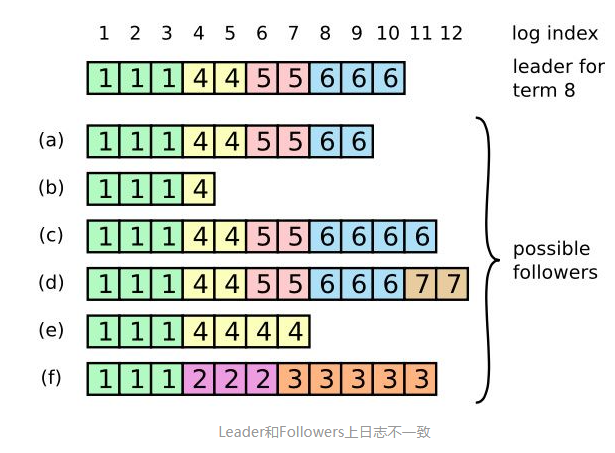 1 2 3 4 5 6 7 8 9 10 11 12 log index
1 1 1 4 4 5 5 6 6 6 leader for
term 8
(a) 1 1 1 4 4 5 5 6 6
(b) 1 1 1 4
(c) 1 1 1 4 4 5 5 6 6 6 6
(d) 1 1 1 4 4 5 5 6 6 6 7 7
possible
followers
(e) 1 1 1 4 4 4 4
(f) 1 1 1 2 2 2 3 3 3 3 3
Leader和Followers上日志不一致